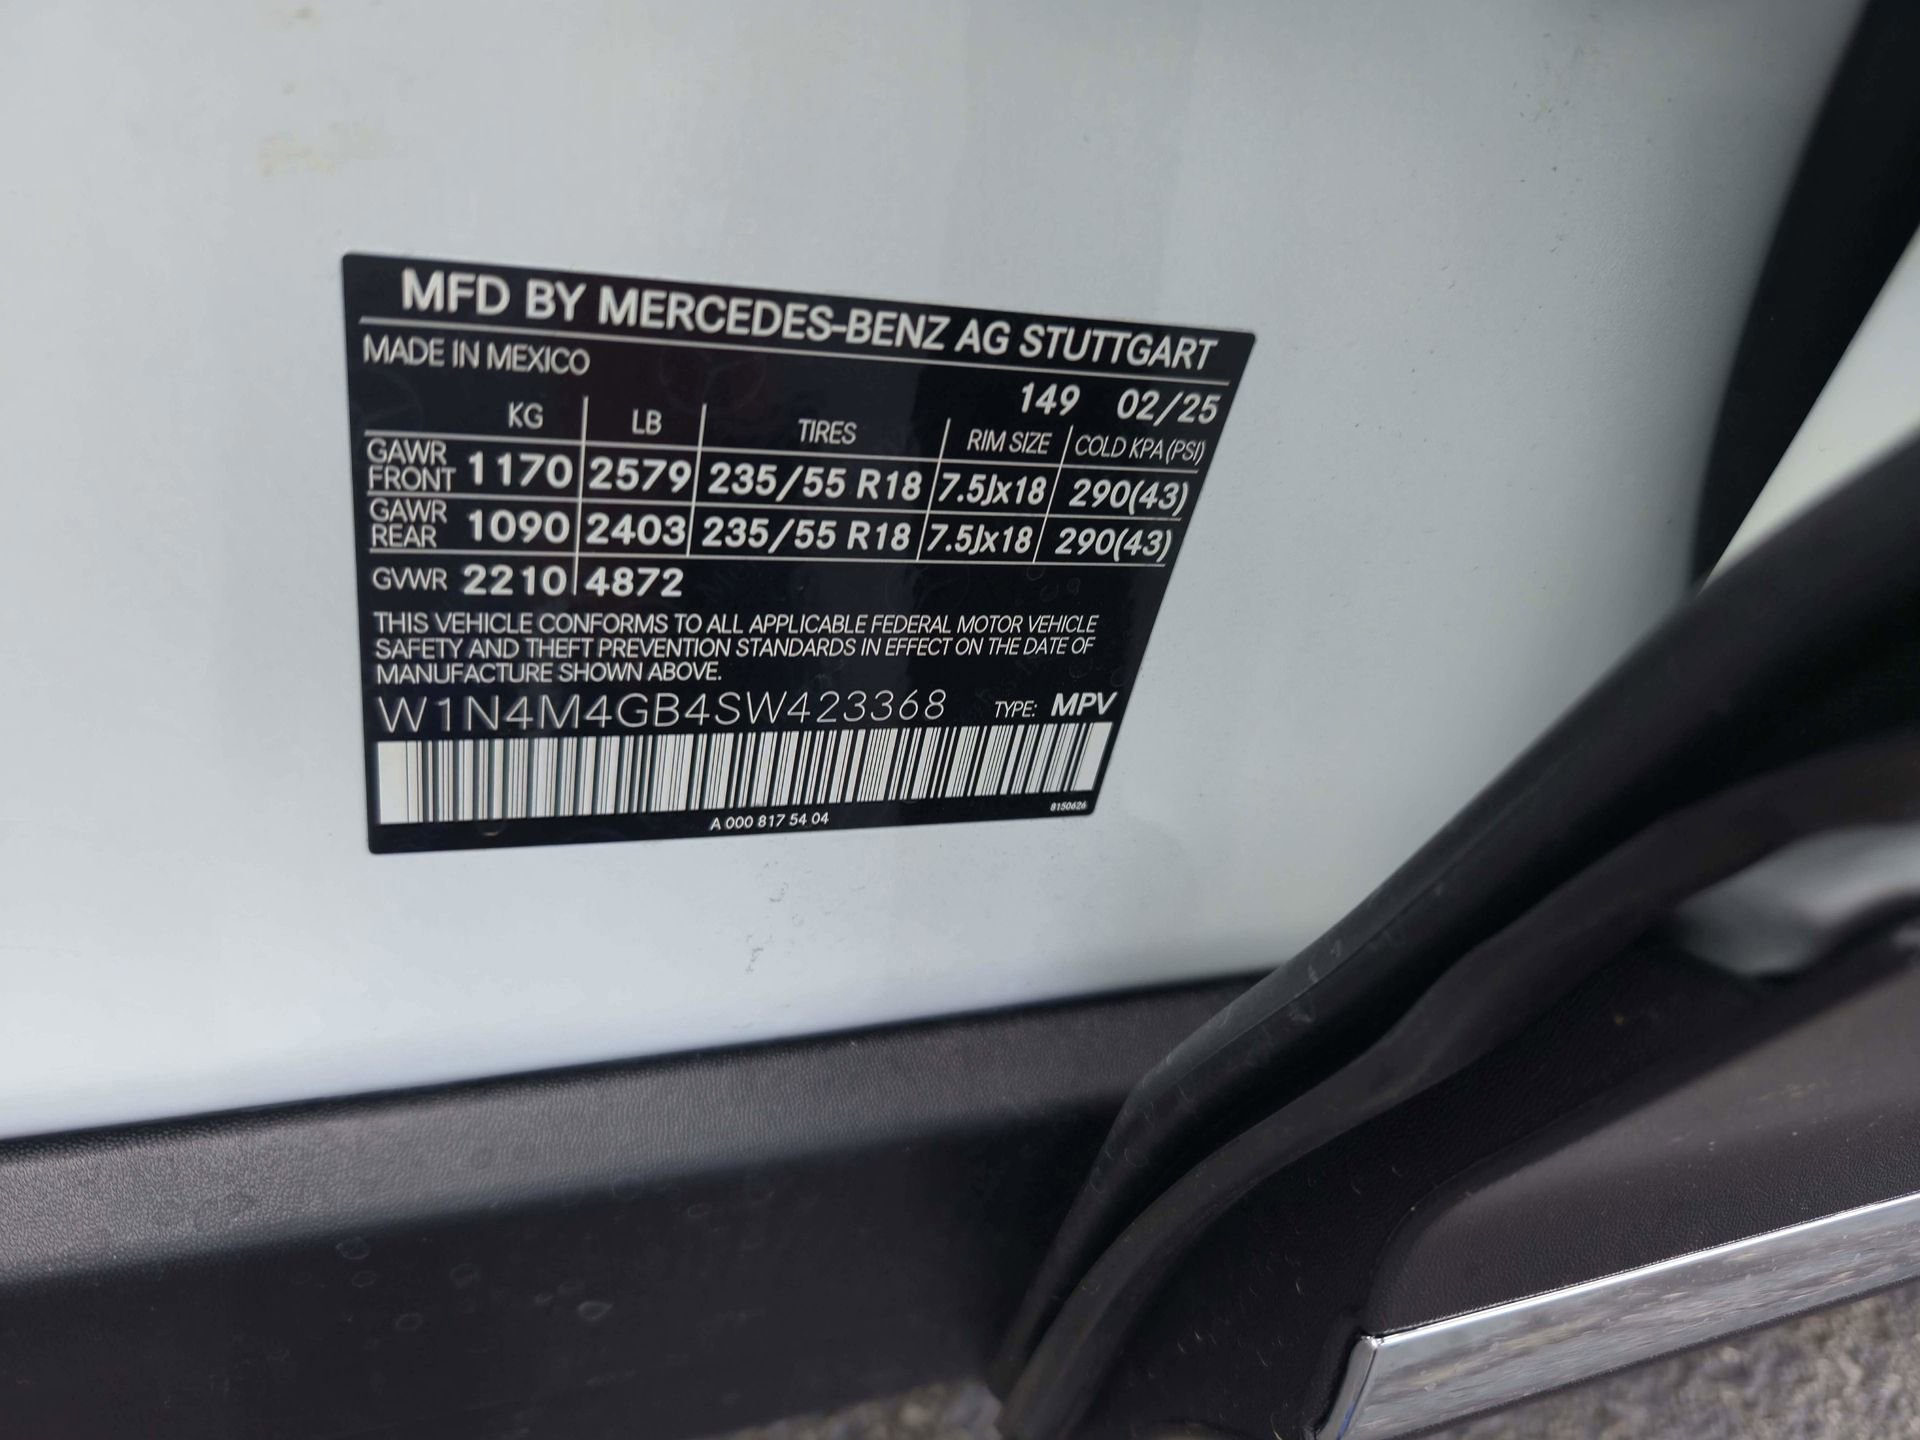 MFD BY MERCEDES-BENZ AG STUTTGART
MADE IN MEXICO
149 02/25
KG LB TIRES RIM SIZE COLD KPA(PSI)
GAWR FRONT 1170 2579 235/55 R18 7.5Jx18 290(43)
GAWR REAR 1090 2403 235/55 R18 7.5Jx18 290(43)
GVWR 2210 4872
THIS VEHICLE CONFORMS TO ALL APPLICABLE FEDERAL MOTOR VEHICLE
SAFETY AND THEFT PREVENTION STANDARDS IN EFFECT ON THE DATE OF
MANUFACTURE SHOWN ABOVE.
W1N4M4GB4SW423368 TYPE: MPV
8150626
A 000 817 54 04